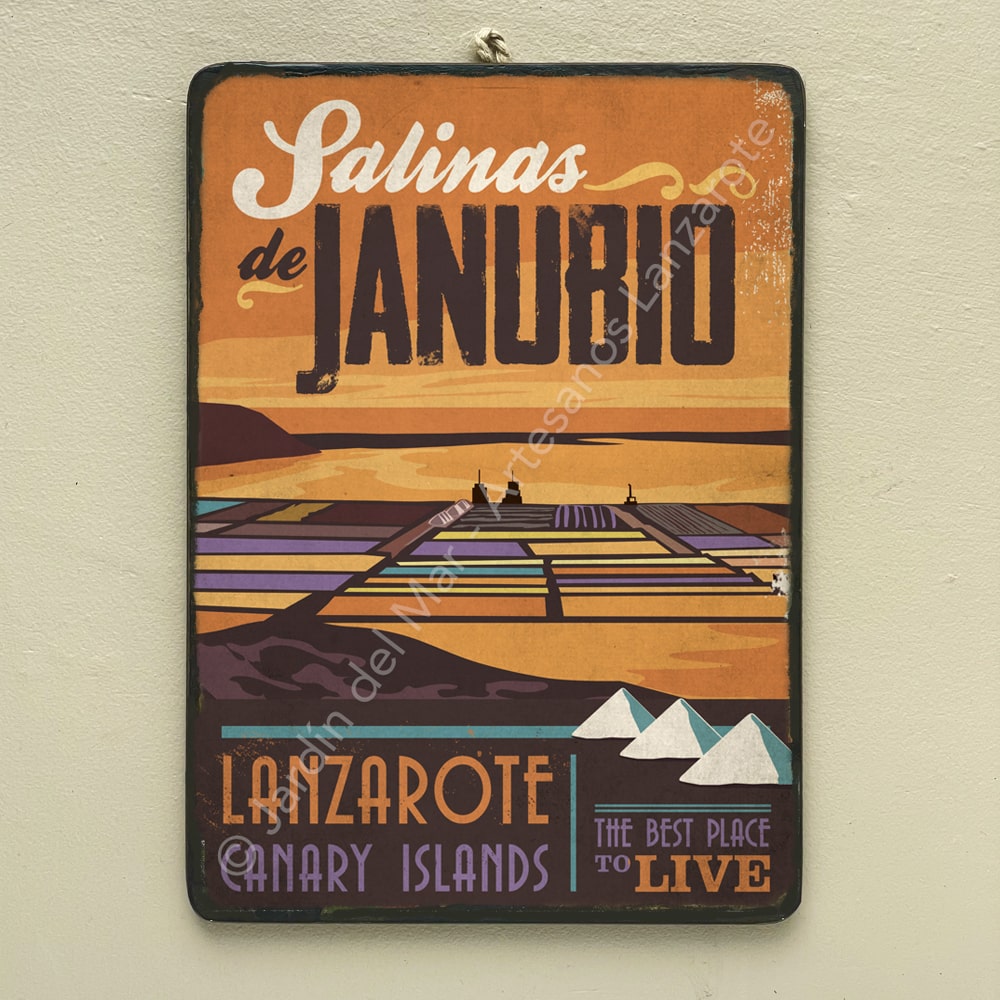 Salinas
de JANUBIO
LANZAROTE
CANARY ISLANDS
THE BEST PLACE
TO LIVE
© Jardín del Mar - Artesanos Lanzarote